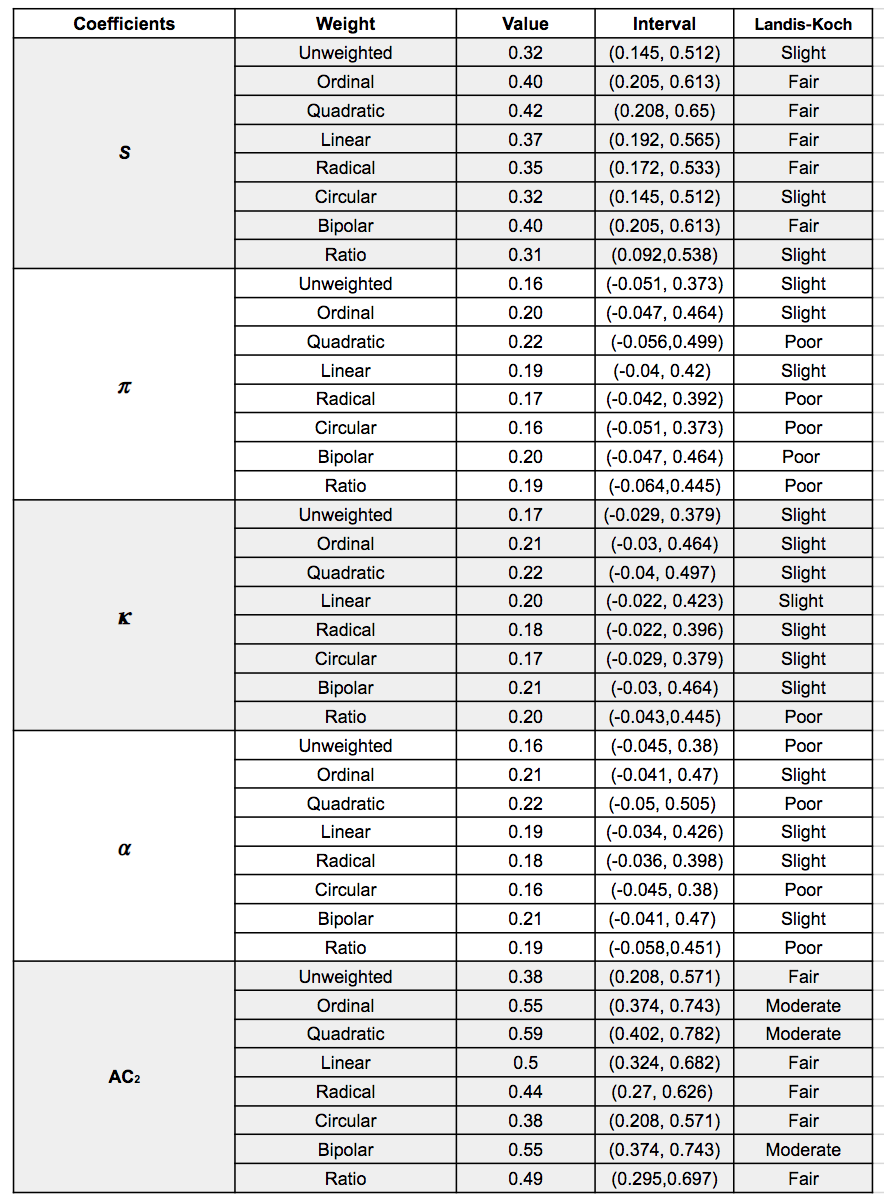 Coefficients Weight Value Interval Landis-Koch
Unweighted 0.32 (0.145, 0.512) Slight
Ordinal 0.40 (0.205, 0.613) Fair
Quadratic 0.42 (0.208, 0.65) Fair
Linear 0.37 (0.192, 0.565) Fair
S
Radical 0.35 (0.172, 0.533) Fair
Circular 0.32 (0.145, 0.512) Slight
Bipolar 0.40 (0.205, 0.613) Fair
Ratio 0.31 (0.092,0.538) Slight
Unweighted 0.16 (-0.051, 0.373) Slight
Ordinal 0.20 (-0.047, 0.464) Slight
Quadratic 0.22 (-0.056,0.499) Poor
Linear 0.19 (-0.04, 0.42) Slight
π
Radical 0.17 (-0.042, 0.392) Poor
Circular 0.16 (-0.051, 0.373) Poor
Bipolar 0.20 (-0.047, 0.464) Poor
Ratio 0.19 (-0.064,0.445) Poor
Unweighted 0.17 (-0.029, 0.379) Slight
Ordinal 0.21 (-0.03, 0.464) Slight
Quadratic 0.22 (-0.04, 0.497) Slight
Linear 0.20 (-0.022, 0.423) Slight
κ
Radical 0.18 (-0.022, 0.396) Slight
Circular 0.17 (-0.029, 0.379) Slight
Bipolar 0.21 (-0.03, 0.464) Slight
Ratio 0.20 (-0.043,0.445) Poor
Unweighted 0.16 (-0.045, 0.38) Poor
Ordinal 0.21 (-0.041, 0.47) Slight
Quadratic 0.22 (-0.05, 0.505) Poor
Linear 0.19 (-0.034, 0.426) Slight
α
Radical 0.18 (-0.036, 0.398) Slight
Circular 0.16 (-0.045, 0.38) Poor
Bipolar 0.21 (-0.041, 0.47) Slight
Ratio 0.19 (-0.058,0.451) Poor
Unweighted 0.38 (0.208, 0.571) Fair
Ordinal 0.55 (0.374, 0.743) Moderate
Quadratic 0.59 (0.402, 0.782) Moderate
Linear 0.5 (0.324, 0.682) Fair
AC₂
Radical 0.44 (0.27, 0.626) Fair
Circular 0.38 (0.208, 0.571) Fair
Bipolar 0.55 (0.374, 0.743) Moderate
Ratio 0.49 (0.295,0.697) Fair